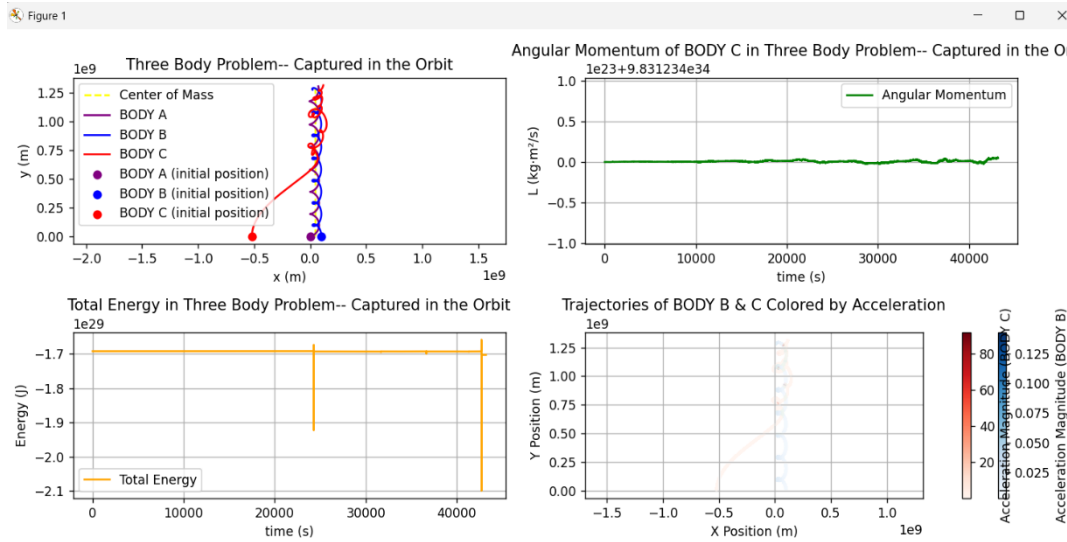 Figure 1
Three Body Problem-- Captured in the Orbit
1e9
Center of Mass
BODY A
BODY B
BODY C
BODY A (initial position)
BODY B (initial position)
BODY C (initial position)
1.25
1.00
0.75
0.50
0.25
0.00
y (m)
-2.0 -1.5 -1.0 -0.5 0.0 0.5 1.0 1.5
x (m)
1e9
Angular Momentum of BODY C in Three Body Problem-- Captured in the Or
1e23+9.831234e34
Angular Momentum
1.0
0.5
0.0
−0.5
−1.0
L (kg·m²/s)
0 10000 20000 30000 40000
time (s)
Total Energy in Three Body Problem-- Captured in the Orbit
1e29
−1.7
−1.8
−1.9
−2.0
−2.1
Energy (J)
Total Energy
0 10000 20000 30000 40000
time (s)
Trajectories of BODY B & C Colored by Acceleration
1e9
1.25
1.00
0.75
0.50
0.25
0.00
Y Position (m)
−1.5 −1.0 −0.5 0.0 0.5 1.0
X Position (m)
1e9
80
60
40
20
Acceleration Magnitude (BODY C)
0.125
0.100
0.075
0.050
0.025
Acceleration Magnitude (BODY B)